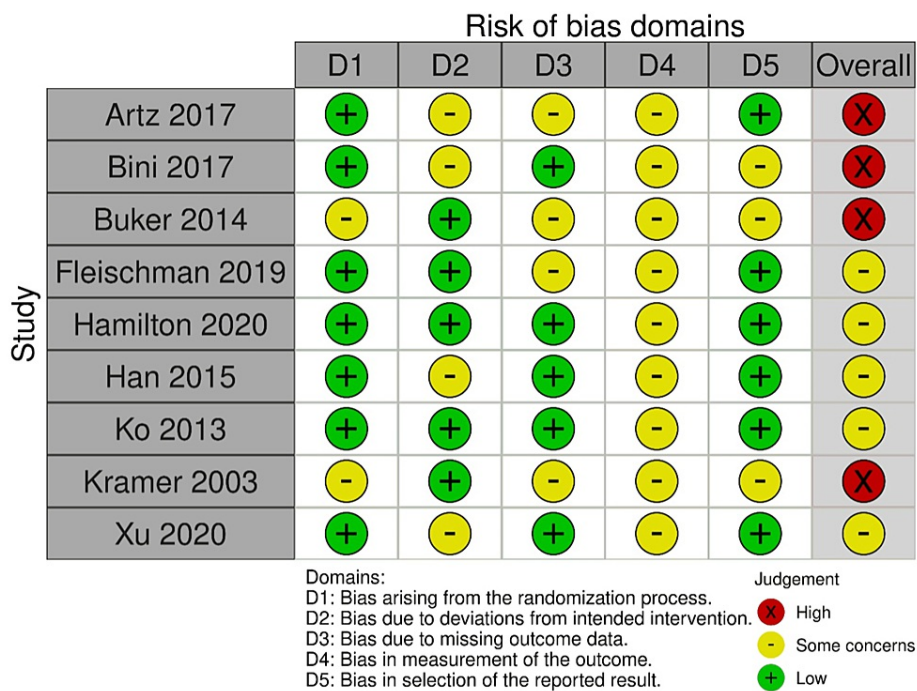 Risk of bias domains
D1 D2 D3 D4 D5 Overall
Study
Artz 2017 + - - - + X
Bini 2017 + - + - - X
Buker 2014 - + - - - X
Fleischman 2019 + + - - + -
Hamilton 2020 + + + - + -
Han 2015 + - + - + -
Ko 2013 + + + - + -
Kramer 2003 - + - - - X
Xu 2020 + - + - + -
Domains:
D1: Bias arising from the randomization process.
D2: Bias due to deviations from intended intervention.
D3: Bias due to missing outcome data.
D4: Bias in measurement of the outcome.
D5: Bias in selection of the reported result.
Judgement
X High
- Some concerns
+ Low